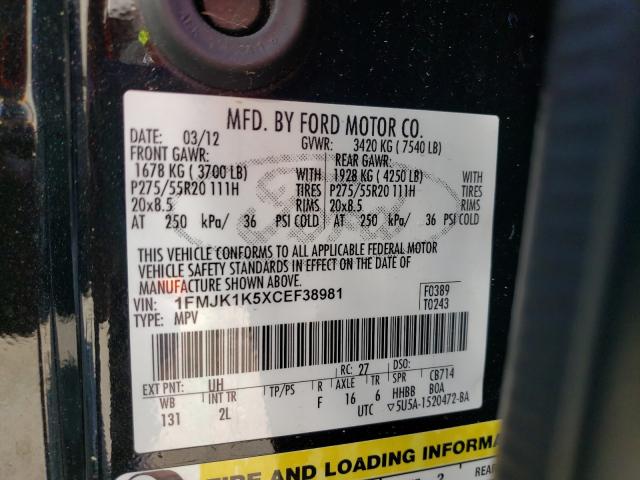 MFD. BY FORD MOTOR CO.
DATE: 03/12 GVWR: 3420 KG ( 7540 LB)
FRONT GAWR: REAR GAWR:
1678 KG ( 3700 LB) WITH 1928 KG ( 4250 LB) WITH
P275/55R20 111H TIRES P275/55R20 111H TIRES
20x8.5 RIMS 20x8.5 RIMS
AT 250 kPa/ 36 PSI COLD AT 250 kPa/ 36 PSI COLD
THIS VEHICLE CONFORMS TO ALL APPLICABLE FEDERAL MOTOR
VEHICLE SAFETY STANDARDS IN EFFECT ON THE DATE OF
MANUFACTURE SHOWN ABOVE.
VIN: 1FMJK1K5XCEF38981 F0389
TYPE: MPV T0243
RC: 27 DSO:
EXT PNT: UH TP/PS R AXLE TR SPR CB714
WB INT TR F 16 6 HHBB BOA
131 2L UTC ▽5U5A-1520472-BA
TIRE AND LOADING INFORMA
2 REAR